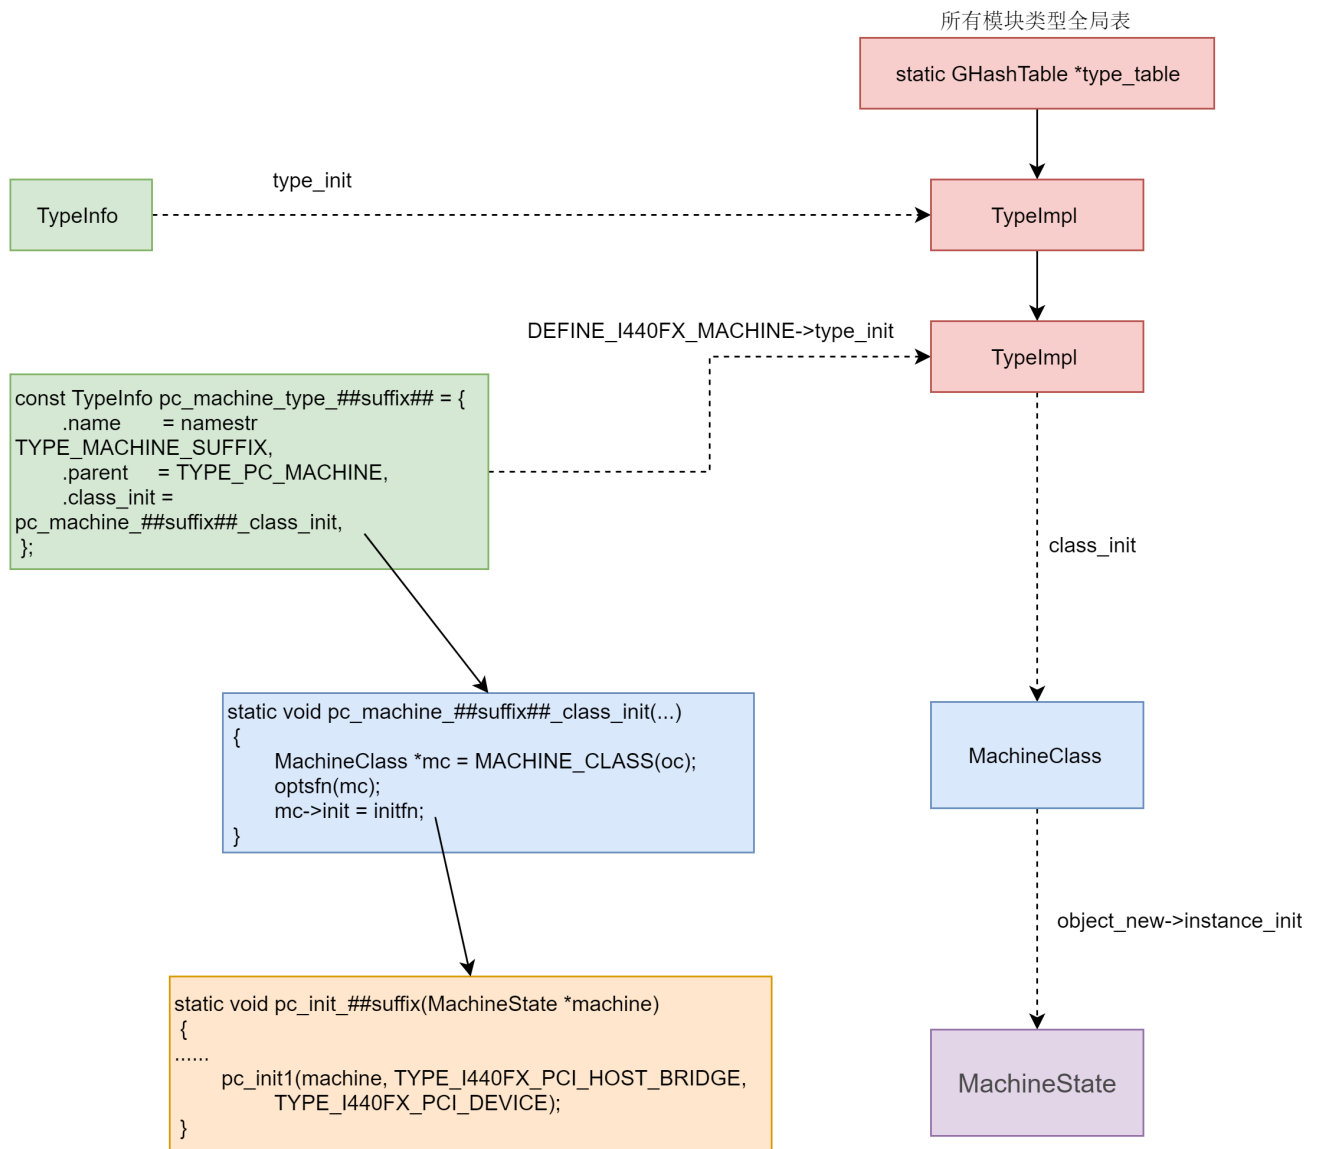 所有模块类型全局表
static GHashTable *type_table
type_init
TypeInfo
TypeImpl
DEFINE_I440FX_MACHINE->type_init
TypeImpl
const TypeInfo pc_machine_type_##suffix## = {
.name = namestr
TYPE_MACHINE_SUFFIX,
.parent = TYPE_PC_MACHINE,
.class_init =
pc_machine_##suffix##_class_init,
};
class_init
static void pc_machine_##suffix##_class_init(...)
{
MachineClass *mc = MACHINE_CLASS(oc);
optsfn(mc);
mc->init = initfn;
}
MachineClass
object_new->instance_init
static void pc_init_##suffix(MachineState *machine)
{
......
pc_init1(machine, TYPE_I440FX_PCI_HOST_BRIDGE,
TYPE_I440FX_PCI_DEVICE);
}
MachineState